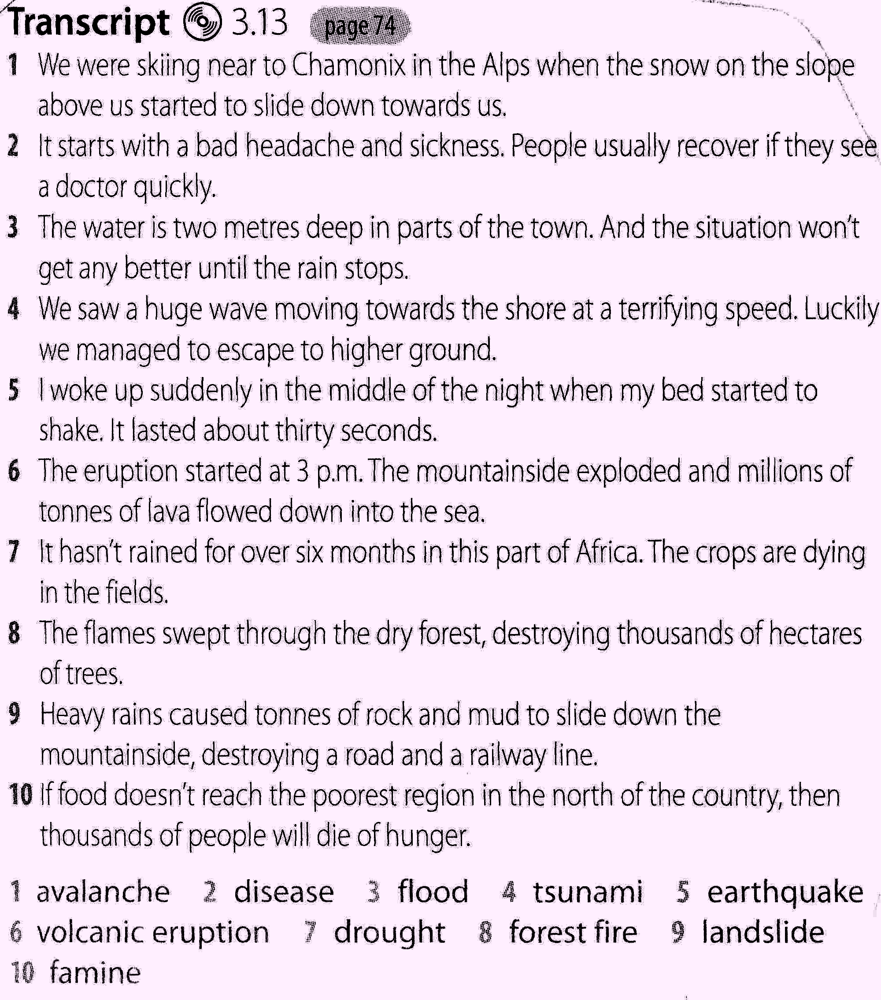 Transcript 3.13 page 74
1 We were skiing near to Chamonix in the Alps when the snow on the slope
above us started to slide down towards us.
2 It starts with a bad headache and sickness. People usually recover if they see
a doctor quickly.
3 The water is two metres deep in parts of the town. And the situation won't
get any better until the rain stops.
4 We saw a huge wave moving towards the shore at a terrifying speed. Luckily
we managed to escape to higher ground.
5 I woke up suddenly in the middle of the night when my bed started to
shake. It lasted about thirty seconds.
6 The eruption started at 3 p.m. The mountainside exploded and millions of
tonnes of lava flowed down into the sea.
7 It hasn't rained for over six months in this part of Africa. The crops are dying
in the fields.
8 The flames swept through the dry forest, destroying thousands of hectares
of trees.
9 Heavy rains caused tonnes of rock and mud to slide down the
mountainside, destroying a road and a railway line.
10 If food doesn't reach the poorest region in the north of the country, then
thousands of people will die of hunger.
1 avalanche 2 disease 3 flood 4 tsunami 5 earthquake
6 volcanic eruption 7 drought 8 forest fire 9 landslide
10 famine